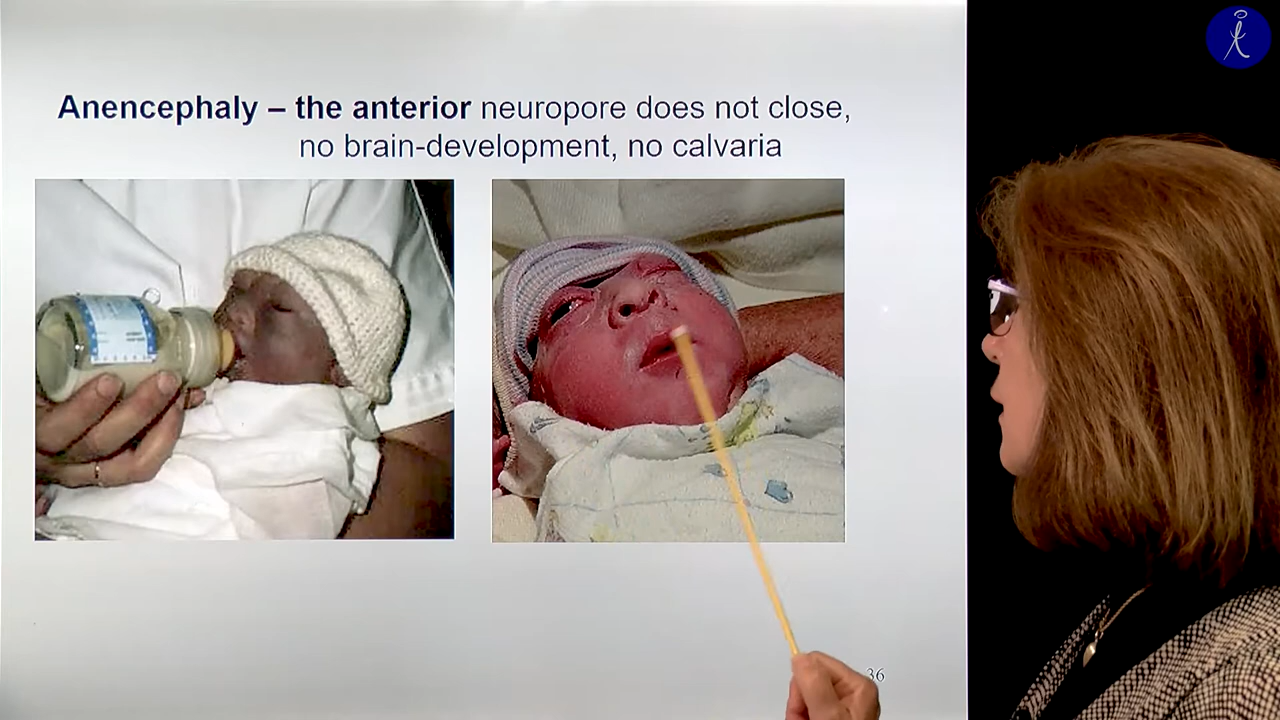 Anencephaly – the anterior neuropore does not close,
no brain-development, no calvaria
36